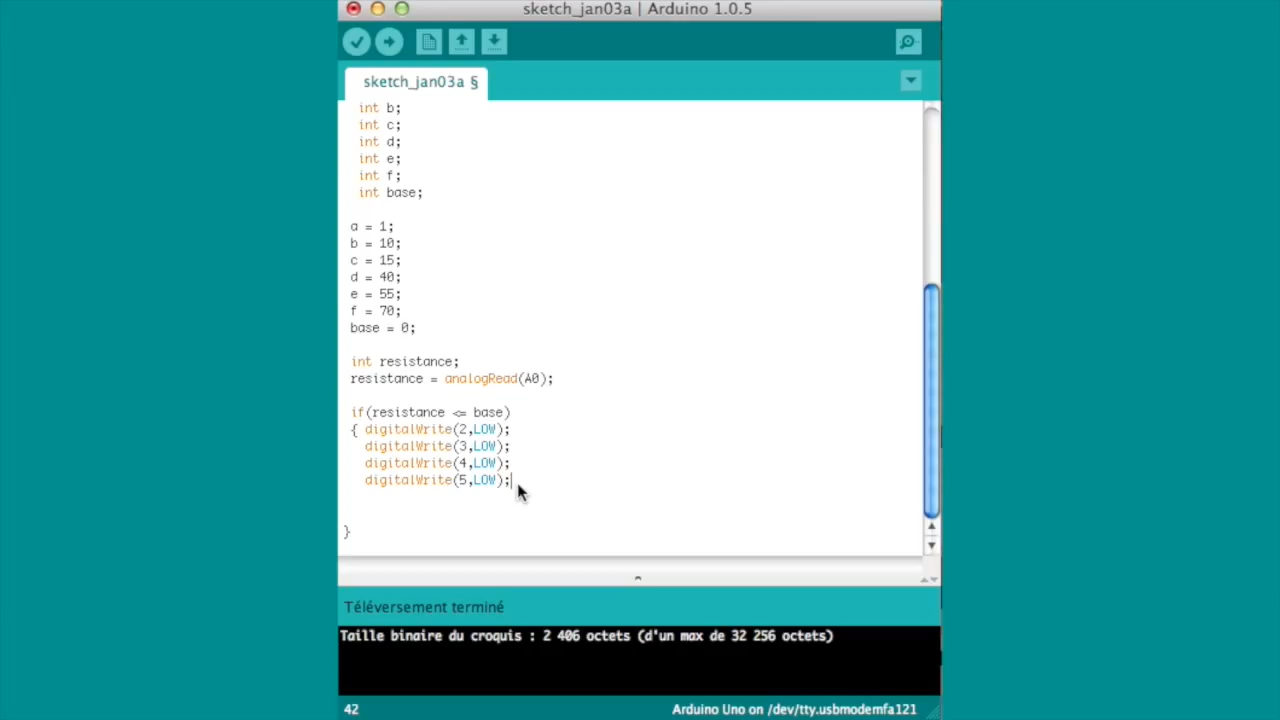 sketch_jan03a | Arduino 1.0.5
sketch_jan03a §
int b;
int c;
int d;
int e;
int f;
int base;
a = 1;
b = 10;
c = 15;
d = 40;
e = 55;
f = 70;
base = 0;
int resistance;
resistance = analogRead(A0);
if(resistance <= base)
{ digitalWrite(2,LOW);
digitalWrite(3,LOW);
digitalWrite(4,LOW);
digitalWrite(5,LOW);
}
Téléversement terminé
Taille binaire du croquis : 2 406 octets (d'un max de 32 256 octets)
42 Arduino Uno on /dev/tty.usbmodemfa121